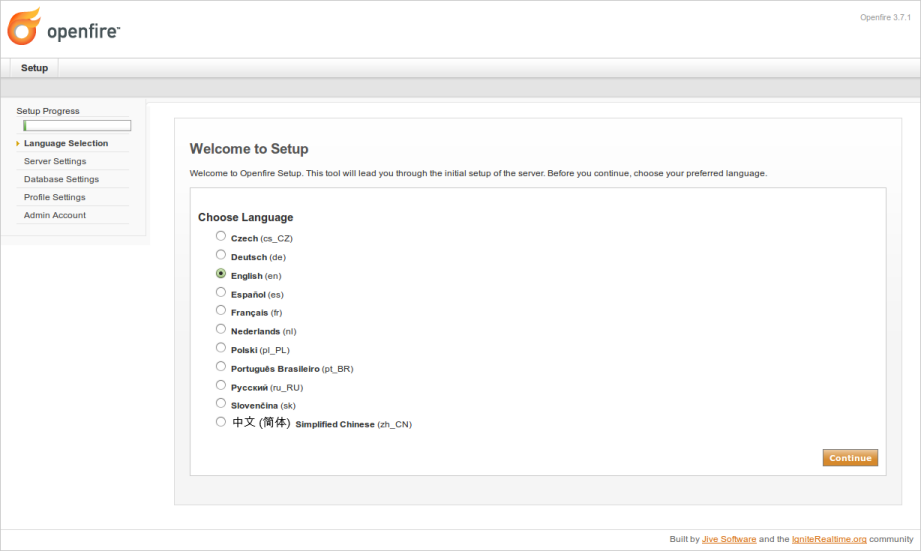 openfire™
Openfire 3.7.1
Setup
Setup Progress
Language Selection
Server Settings
Database Settings
Profile Settings
Admin Account
Welcome to Setup
Welcome to Openfire Setup. This tool will lead you through the initial setup of the server. Before you continue, choose your preferred language.
Choose Language
Czech (cs_CZ)
Deutsch (de)
English (en)
Español (es)
Français (fr)
Nederlands (nl)
Polski (pl_PL)
Português Brasileiro (pt_BR)
Русский (ru_RU)
Slovenčina (sk)
中文 (简体) Simplified Chinese (zh_CN)
Continue
Built by Jive Software and the IgniteRealtime.org community